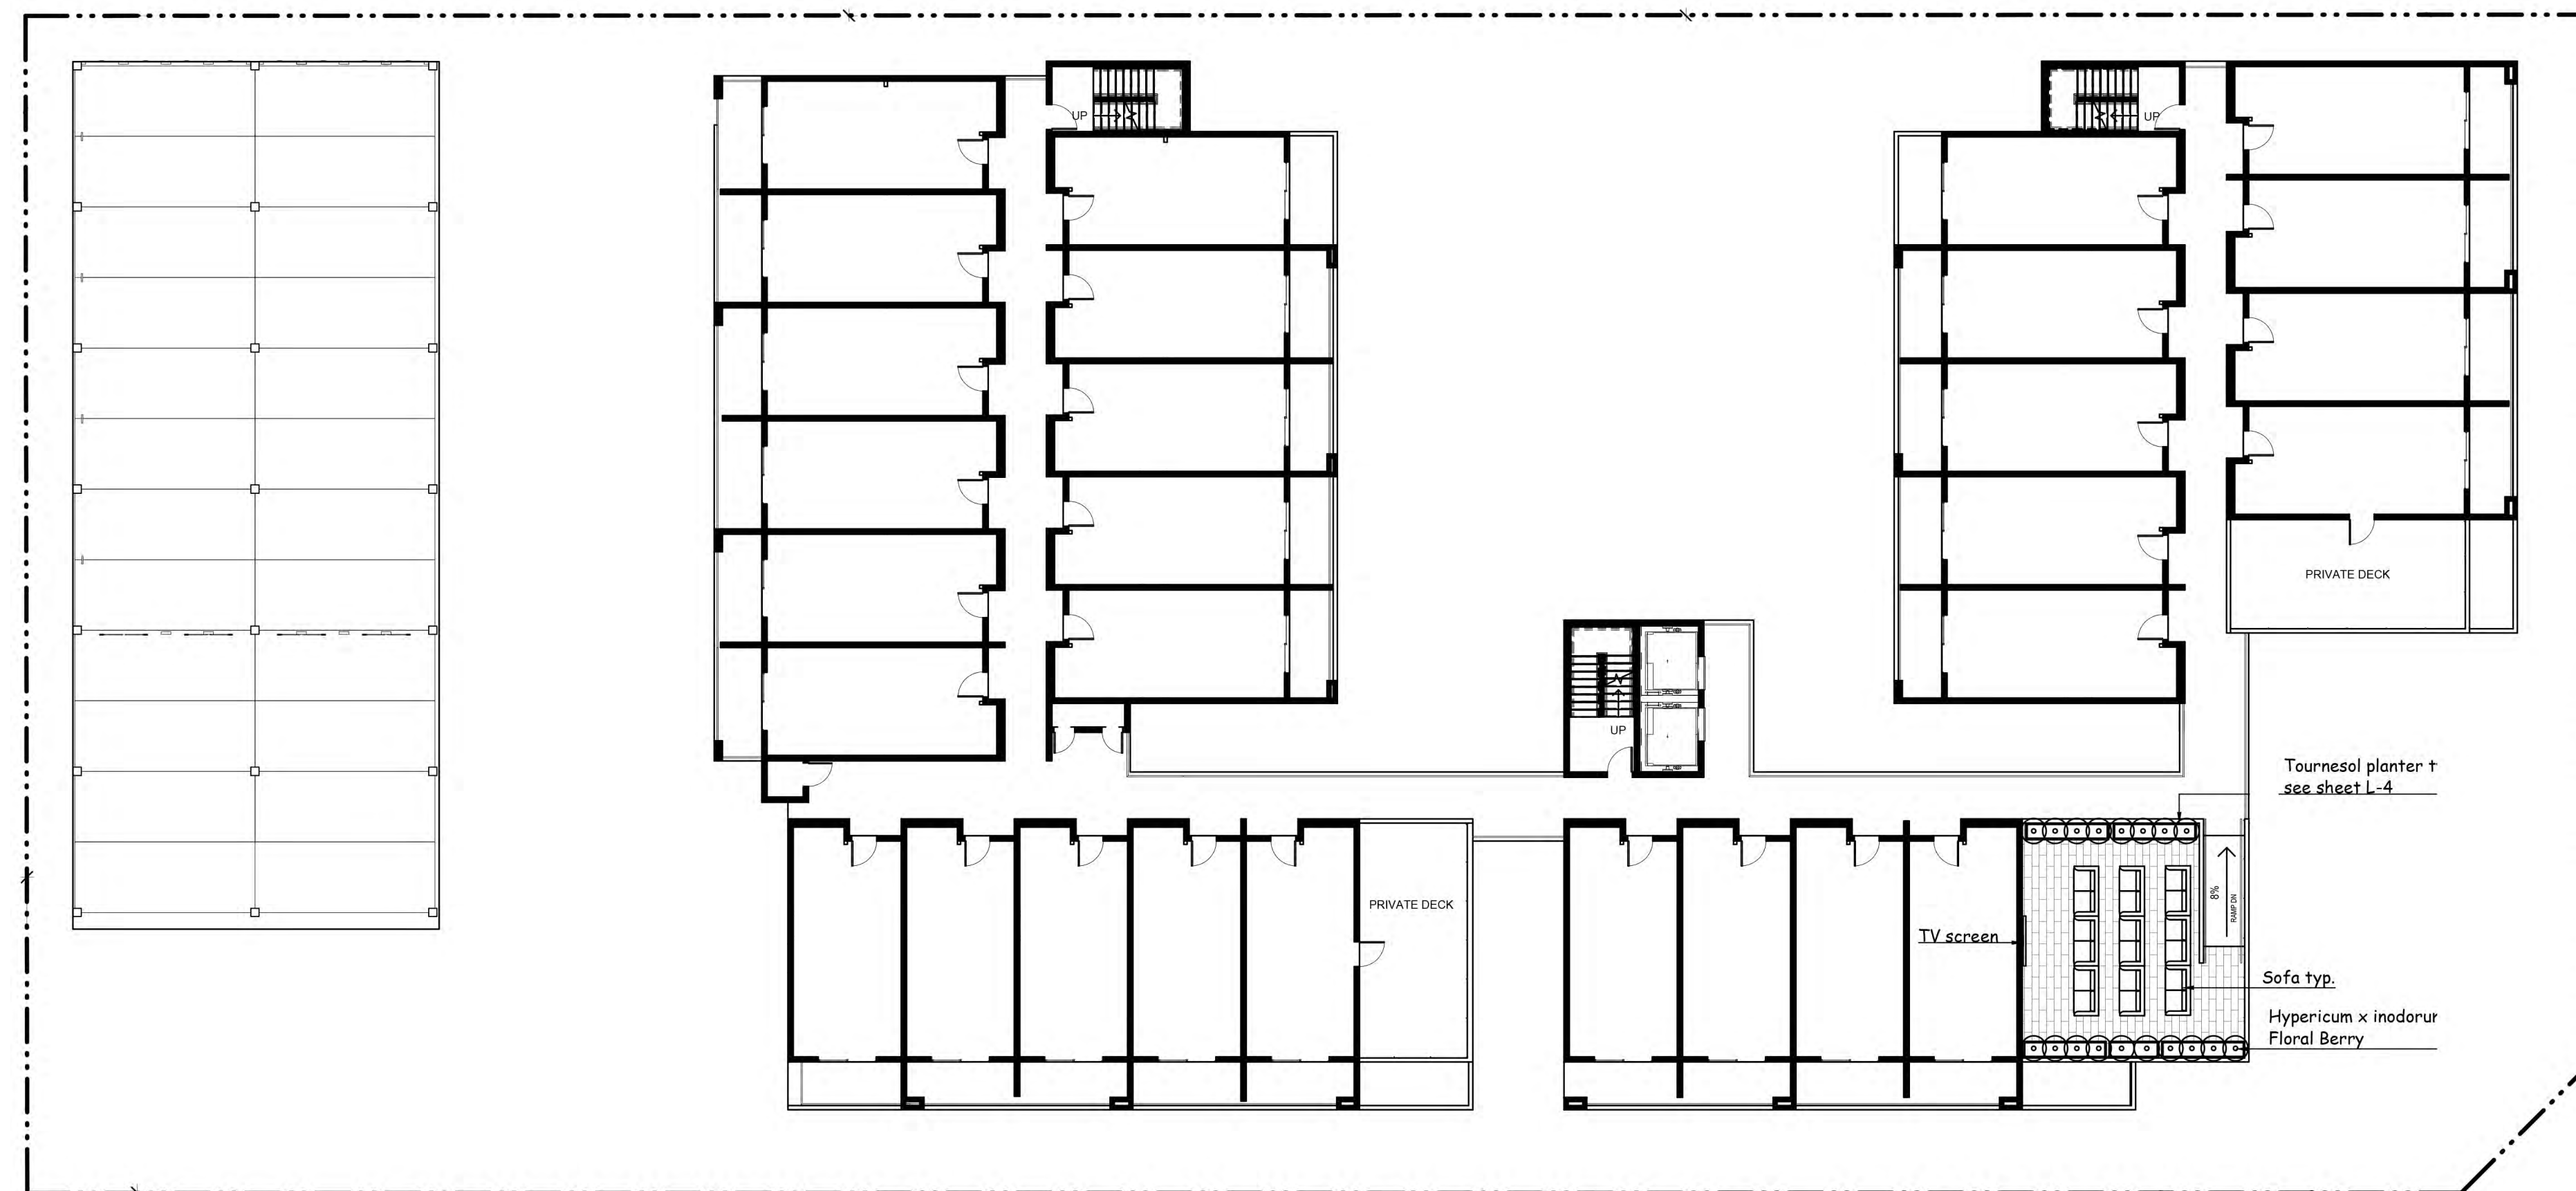 UP
UP
PRIVATE DECK
UP
Tournesol planter t
see sheet L-4
PRIVATE DECK
8%
RAMP DN
TV screen
Sofa typ.
Hypericum x inodorur
Floral Berry